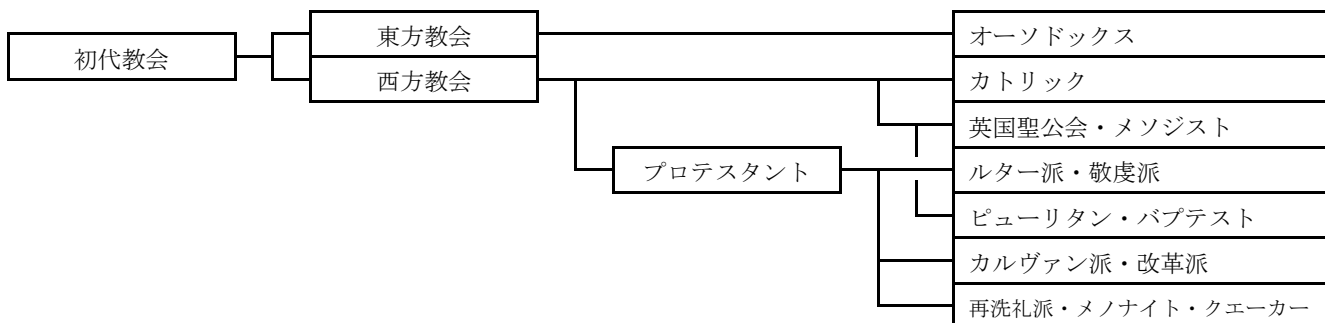 初代教会
東方教会
西方教会
プロテスタント
オーソドックス
カトリック
英国聖公会・メソジスト
ルター派・敬虔派
ピューリタン・バプテスト
カルヴァン派・改革派
再洗礼派・メノナイト・クエーカー